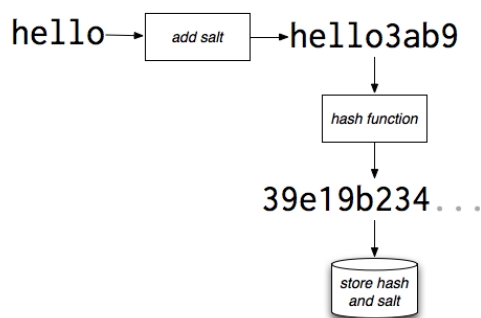 hello
add salt
hello3ab9
hash function
39e19b234...
store hash
and salt